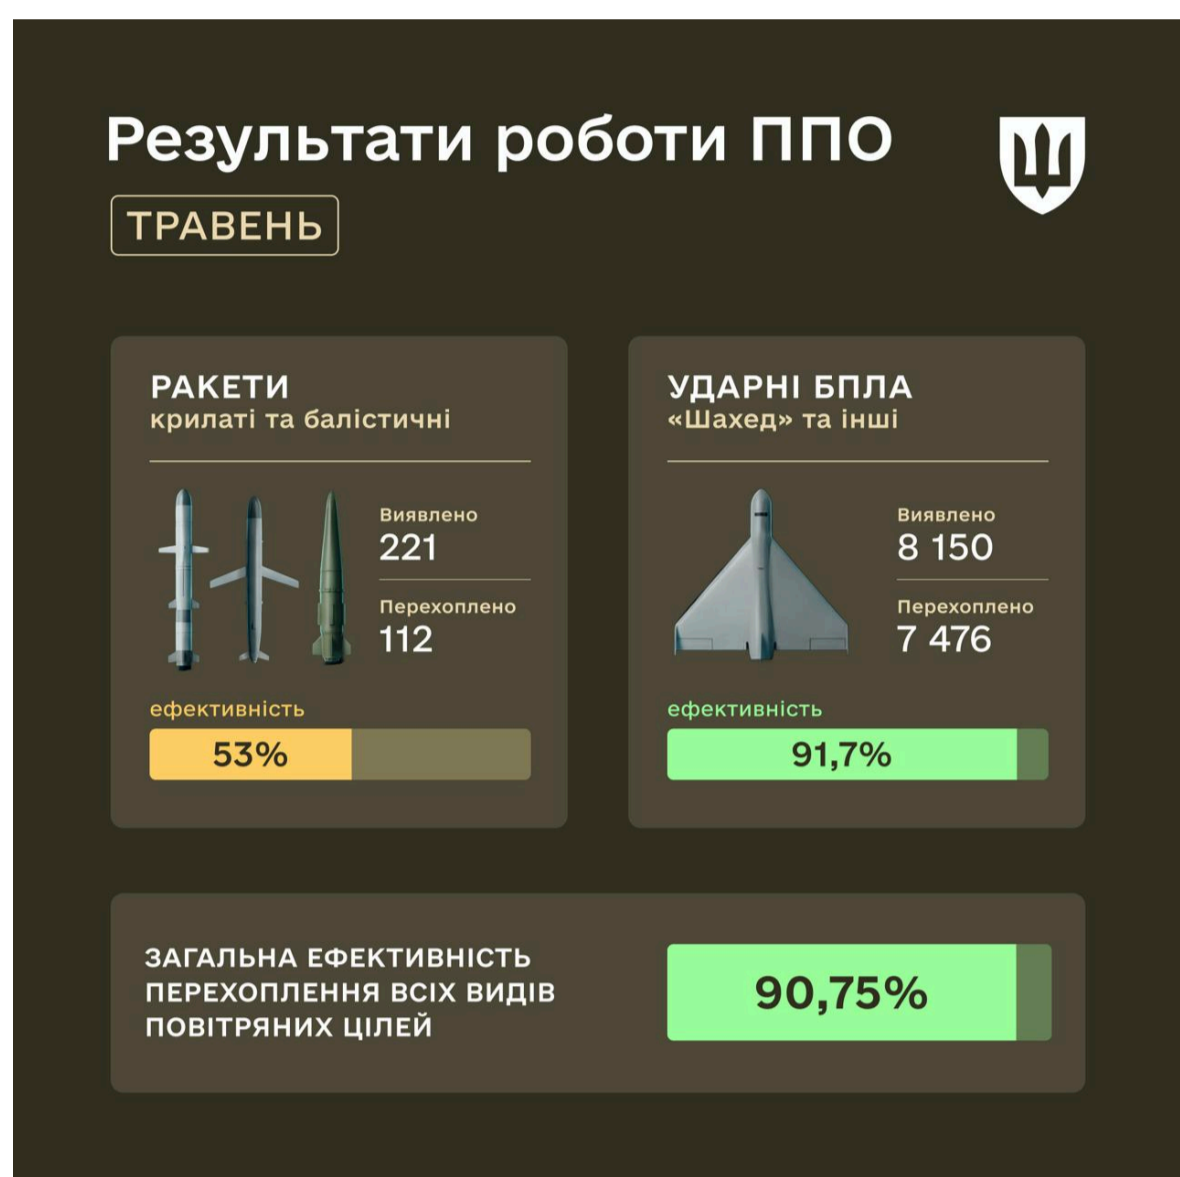 Результати роботи ППО
ТРАВЕНЬ
РАКЕТИ
крилаті та балістичні
Виявлено
221
Перехоплено
112
ефективність
53%
УДАРНІ БПЛА
«Шахед» та інші
Виявлено
8 150
Перехоплено
7 476
ефективність
91,7%
ЗАГАЛЬНА ЕФЕКТИВНІСТЬ
ПЕРЕХОПЛЕННЯ ВСІХ ВИДІВ
ПОВІТРЯНИХ ЦІЛЕЙ
90,75%